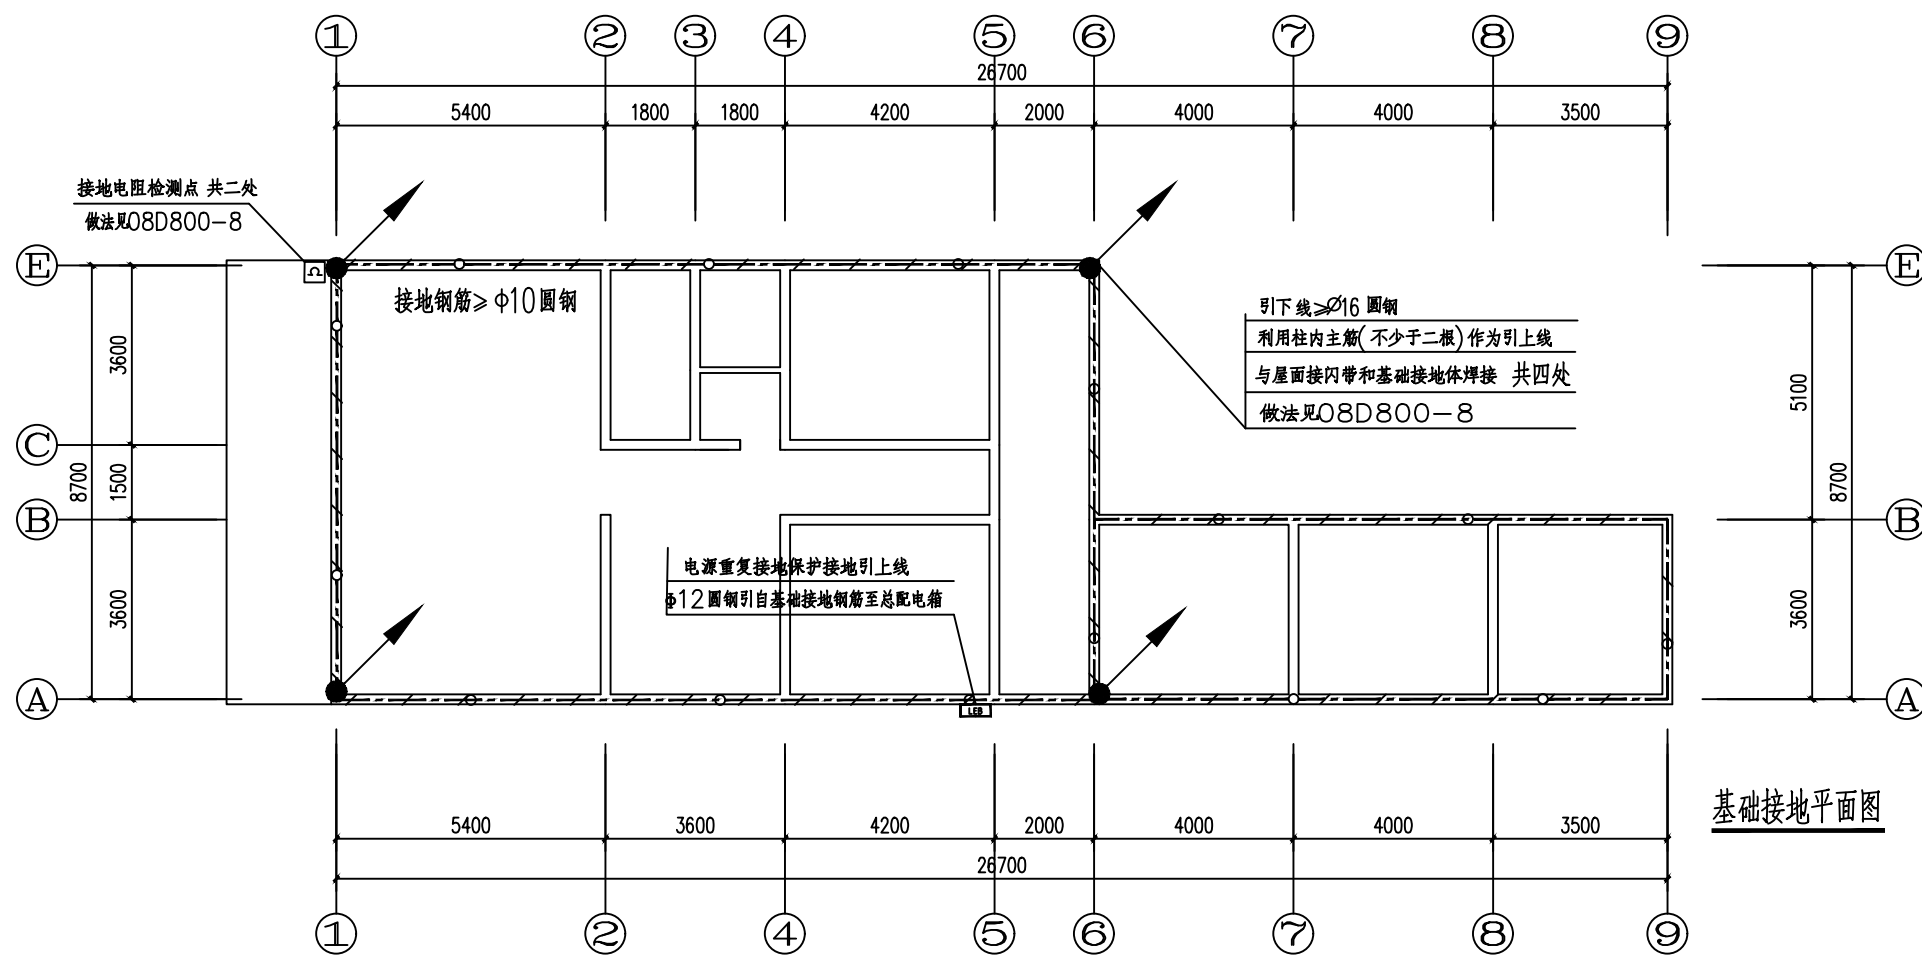 1 2 3 4 5 6 7 8 9
26700
5400 1800 1800 4200 2000 4000 4000 3500
接地电阻检测点 共二处
做法见08D800-8
E E
Ω
接地钢筋≥Φ10圆钢
引下线≥Ø16 圆钢
利用柱内主筋(不少于二根)作为引上线
与屋面接闪带和基础接地体焊接 共四处
做法见08D800-8
3600
5100
C
8700
1500
8700
B B
电源重复接地保护接地引上线
Φ12圆钢引自基础接地钢筋至总配电箱
3600
3600
A A
LEB
基础接地平面图
5400 3600 4200 2000 4000 4000 3500
26700
1 2 4 5 6 7 8 9